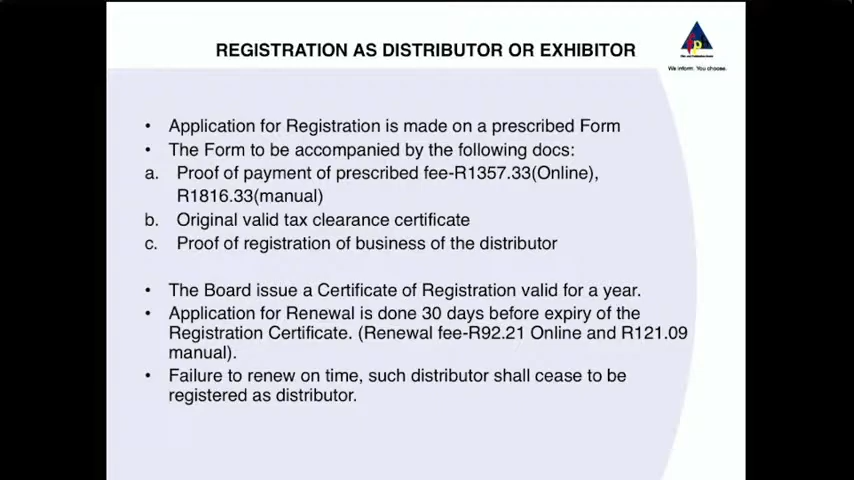 REGISTRATION AS DISTRIBUTOR OR EXHIBITOR
We inform. You choose.
• Application for Registration is made on a prescribed Form
• The Form to be accompanied by the following docs:
a. Proof of payment of prescribed fee-R1357.33(Online),
R1816.33(manual)
b. Original valid tax clearance certificate
c. Proof of registration of business of the distributor
• The Board issue a Certificate of Registration valid for a year.
• Application for Renewal is done 30 days before expiry of the
Registration Certificate. (Renewal fee-R92.21 Online and R121.09
manual).
• Failure to renew on time, such distributor shall cease to be
registered as distributor.